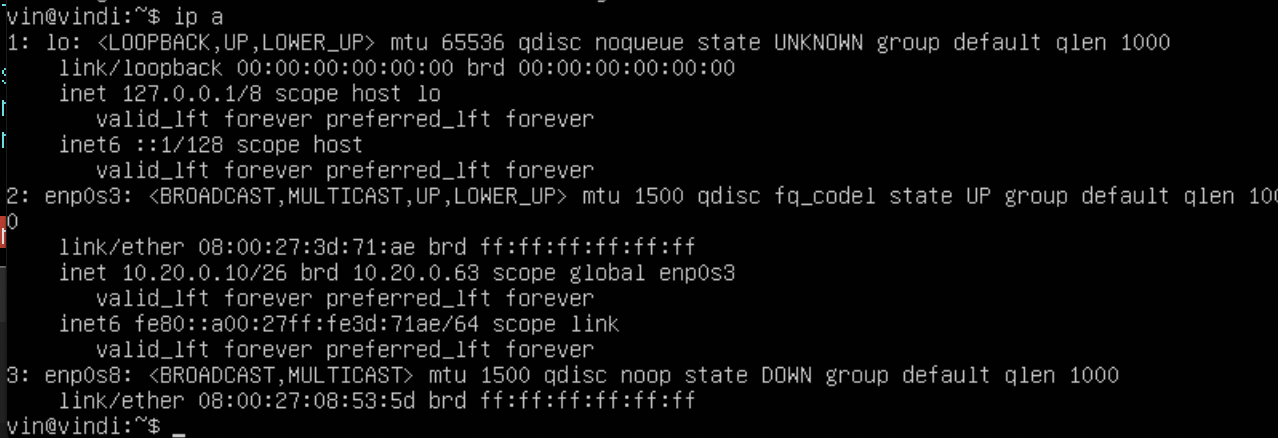 vin@vindi:~$ ip a
1: lo: <LOOPBACK,UP,LOWER_UP> mtu 65536 qdisc noqueue state UNKNOWN group default qlen 1000
    link/loopback 00:00:00:00:00:00 brd 00:00:00:00:00:00
    inet 127.0.0.1/8 scope host lo
       valid_lft forever preferred_lft forever
    inet6 ::1/128 scope host
       valid_lft forever preferred_lft forever
2: enp0s3: <BROADCAST,MULTICAST,UP,LOWER_UP> mtu 1500 qdisc fq_codel state UP group default qlen 100
0
    link/ether 08:00:27:3d:71:ae brd ff:ff:ff:ff:ff:ff
    inet 10.20.0.10/26 brd 10.20.0.63 scope global enp0s3
       valid_lft forever preferred_lft forever
    inet6 fe80::a00:27ff:fe3d:71ae/64 scope link
       valid_lft forever preferred_lft forever
3: enp0s8: <BROADCAST,MULTICAST> mtu 1500 qdisc noop state DOWN group default qlen 1000
    link/ether 08:00:27:08:53:5d brd ff:ff:ff:ff:ff:ff
vin@vindi:~$ _